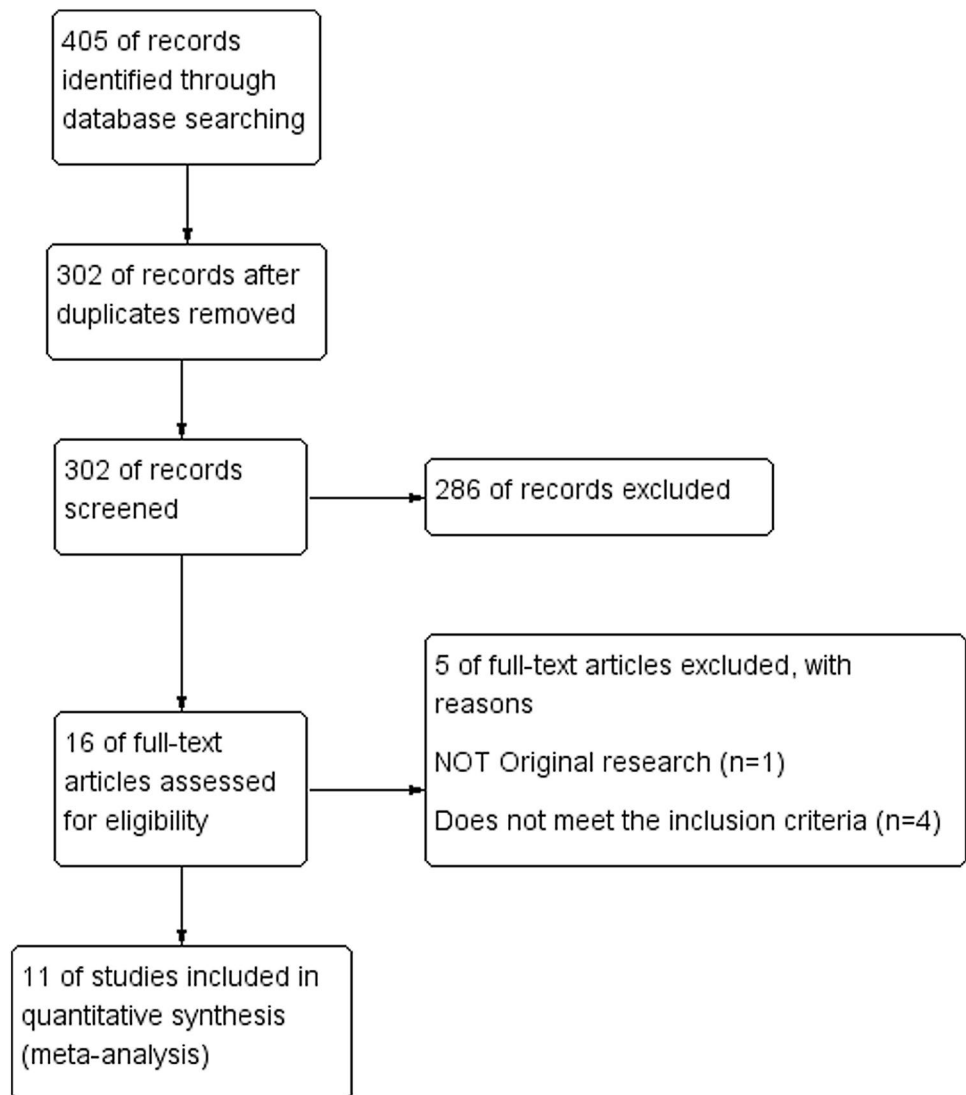 405 of records
identified through
database searching
302 of records after
duplicates removed
302 of records
screened
286 of records excluded
16 of full-text
articles assessed
for eligibility
5 of full-text articles excluded, with
reasons
NOT Original research (n=1)
Does not meet the inclusion criteria (n=4)
11 of studies included in
quantitative synthesis
(meta-analysis)